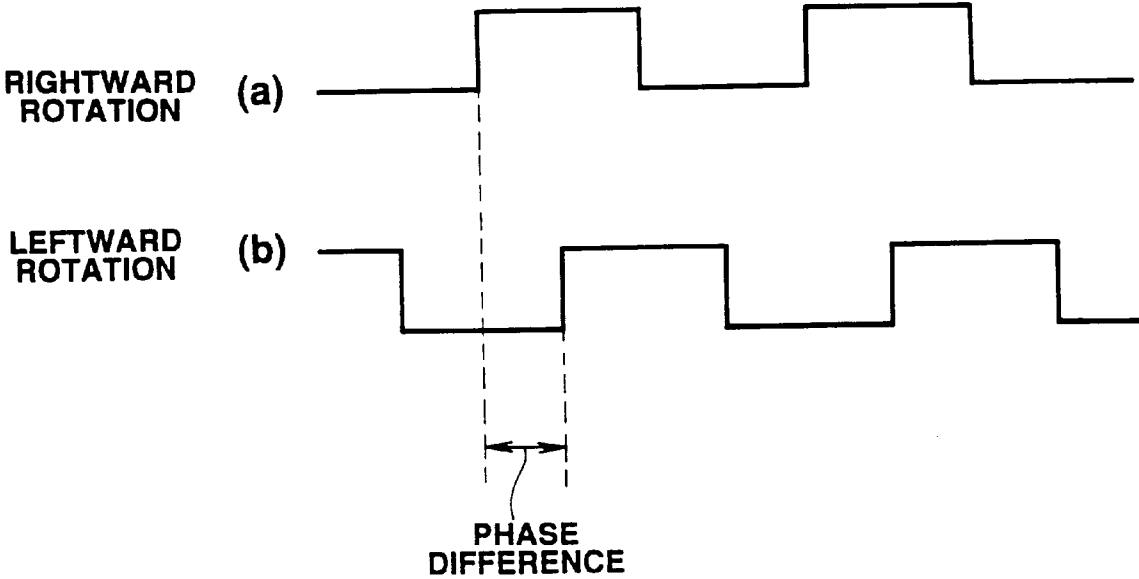 RIGHTWARD
ROTATION
(a)
LEFTWARD
ROTATION
(b)
PHASE
DIFFERENCE